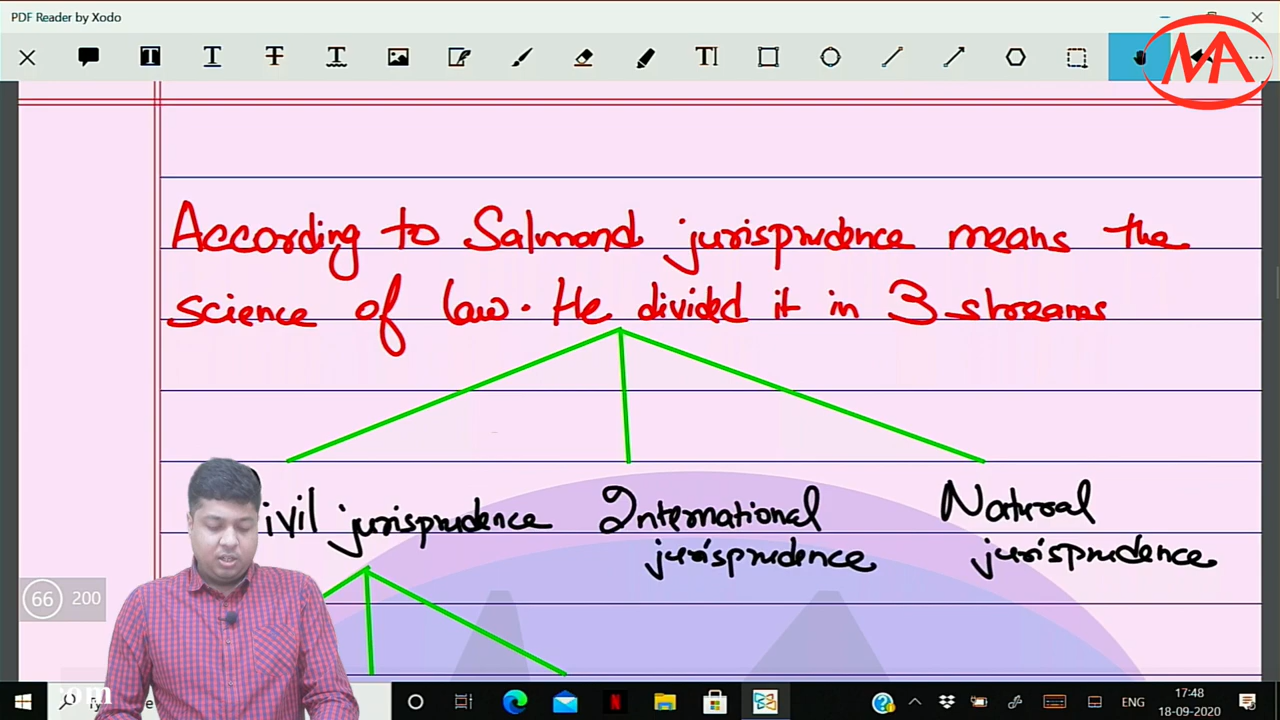 PDF Reader by Xodo
MA
According to Salmond jurisprudence means the
science of law. He divided it in 3 streams
ivil jurisprudence
International
jurisprudence
Natural
jurisprudence
66 200
ENG
17:48
18-09-2020